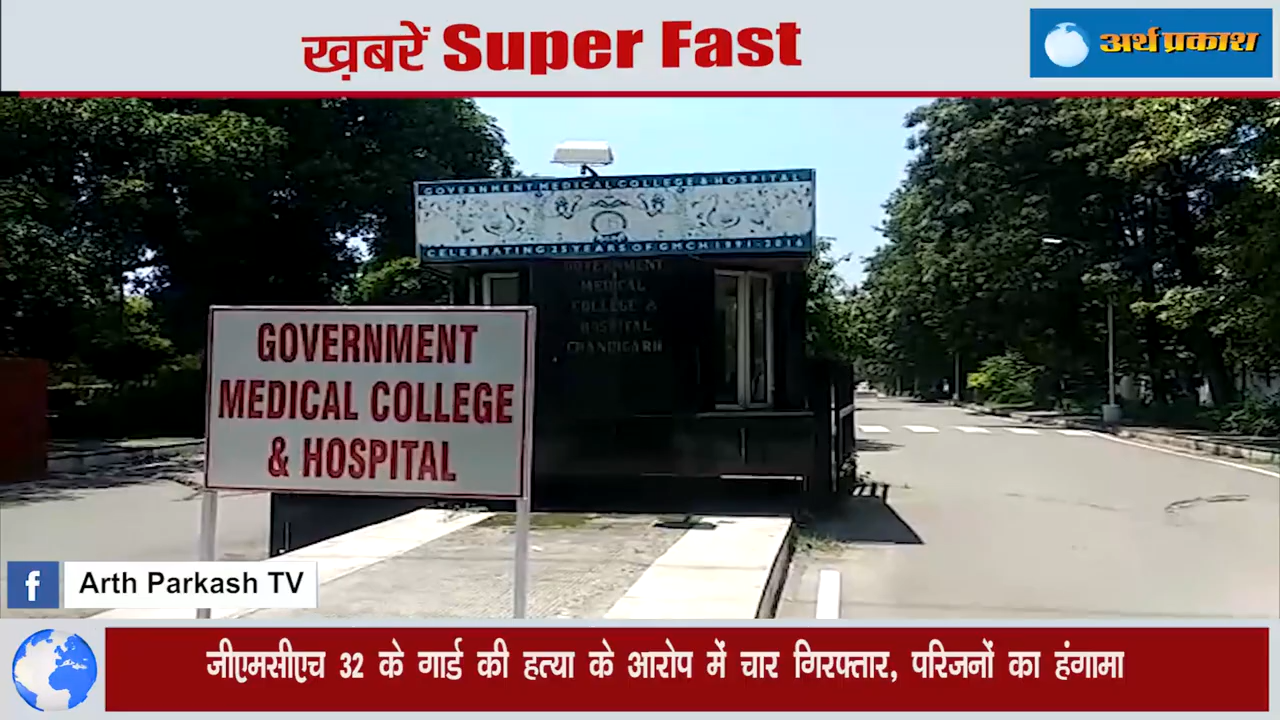 ख़बरें Super Fast
अर्थ प्रकाश
GOVERNMENT MEDICAL COLLEGE & HOSPITAL
CELEBRATING 25 YEARS OF GMCH 1991-2016
GOVERNMENT
MEDICAL
COLLEGE &
HOSPITAL
CHANDIGARH
GOVERNMENT
MEDICAL COLLEGE
& HOSPITAL
f
Arth Parkash TV
जीएमसीएच 32 के गार्ड की हत्या के आरोप में चार गिरफ्तार, परिजनों का हंगामा